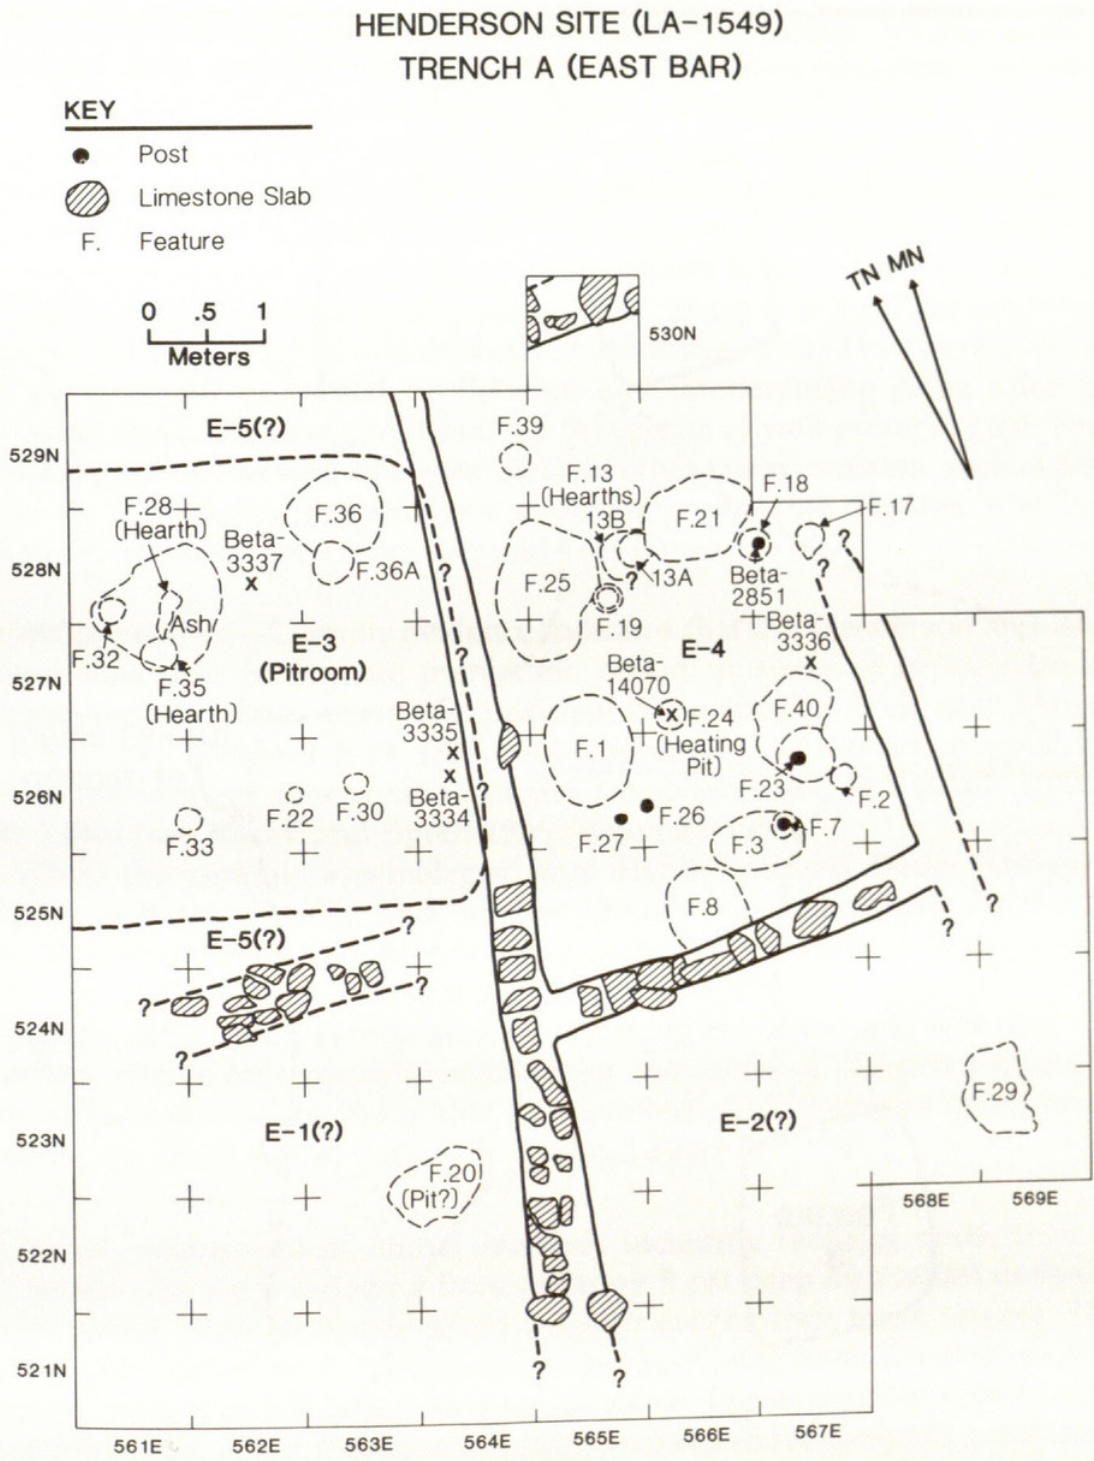 HENDERSON SITE (LA-1549)
TRENCH A (EAST BAR)
KEY
Post
Limestone Slab
F. Feature
0 .5 1
Meters
TN MN
530N
E-5(?)
F.39
529N
F.13
(Hearths)
13B
F.18
F.28
(Hearth)
F.36
F.21
F.17
Beta-
3337
?
528N
F.36A
?
F.25
?
13A
Beta-
2851
?
Ash
F.19
Beta-
3336
F.32
E-3
(Pitroom)
?
E-4
527N
F.35
(Hearth)
Beta-
14070
F.40
Beta-
3335
F.24
(Heating
Pit)
F.1
526N
F.23
F.2
F.22
F.30
Beta-
3334
?
F.26
F.33
F.27
F.3
F.7
525N
F.8
?
?
?
E-5(?)
?
?
524N
?
F.29
523N
E-1(?)
E-2(?)
F.20
(Pit?)
568E 569E
522N
521N
?
?
561E 562E 563E 564E 565E 566E 567E